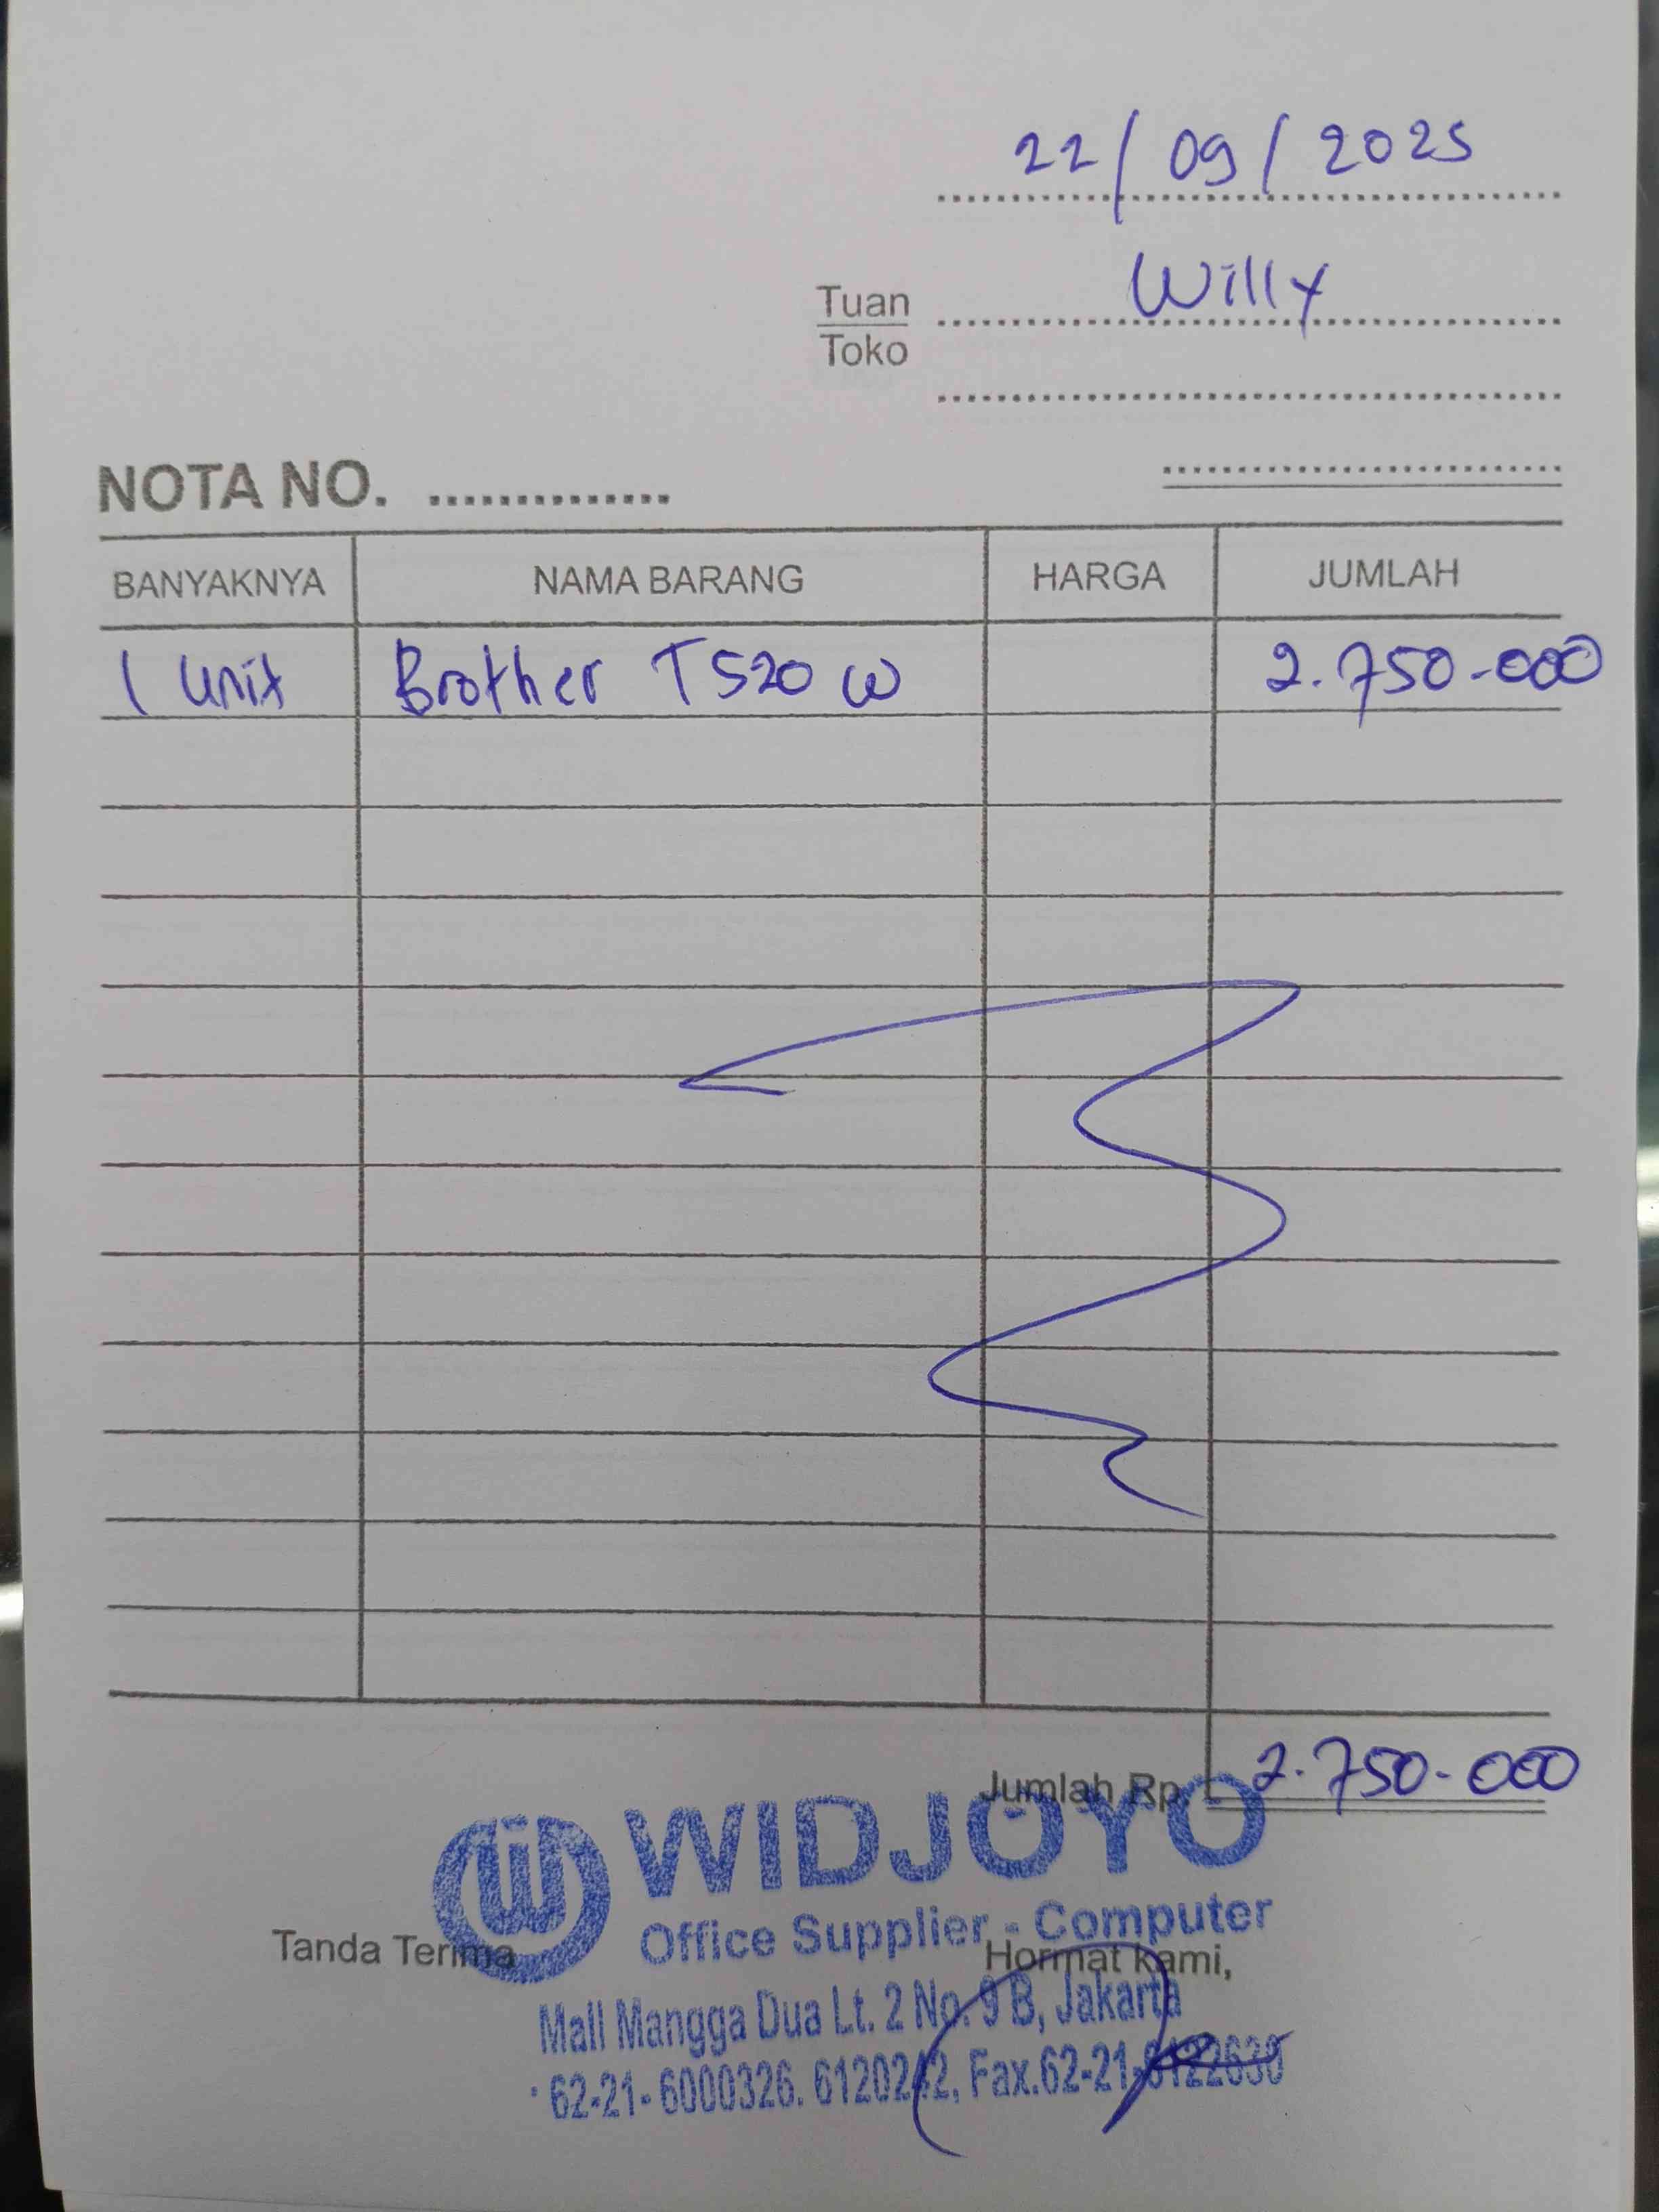 22/09/2025
Tuan Willy
Toko
NOTA NO. ..............
BANYAKNYA NAMA BARANG HARGA JUMLAH
1 Unit Brother T520 W 2.750.000
Jumlah Rp. 2.750.000
WIDJOYO
Office Supplier - Computer
Tanda Terima Hormat kami,
Mall Mangga Dua Lt. 2 No. 9 B, Jakarta
62-21- 6000326. 6120242, Fax.62-21-6122630